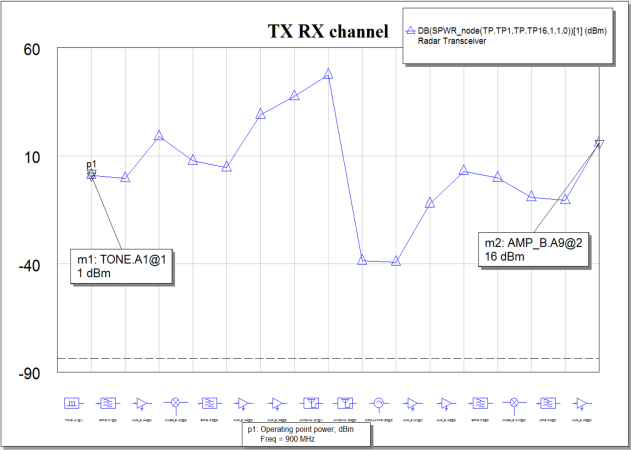 TX RX channel
DB(SPWR_node(TP.TP1,TP.TP16,1,1,0))[1] (dBm)
Radar Transceiver
60
10
-40
-90
p1
m1: TONE.A1@1
1 dBm
m2: AMP_B.A9@2
16 dBm
p1: Operating point power, dBm
Freq = 900 MHz